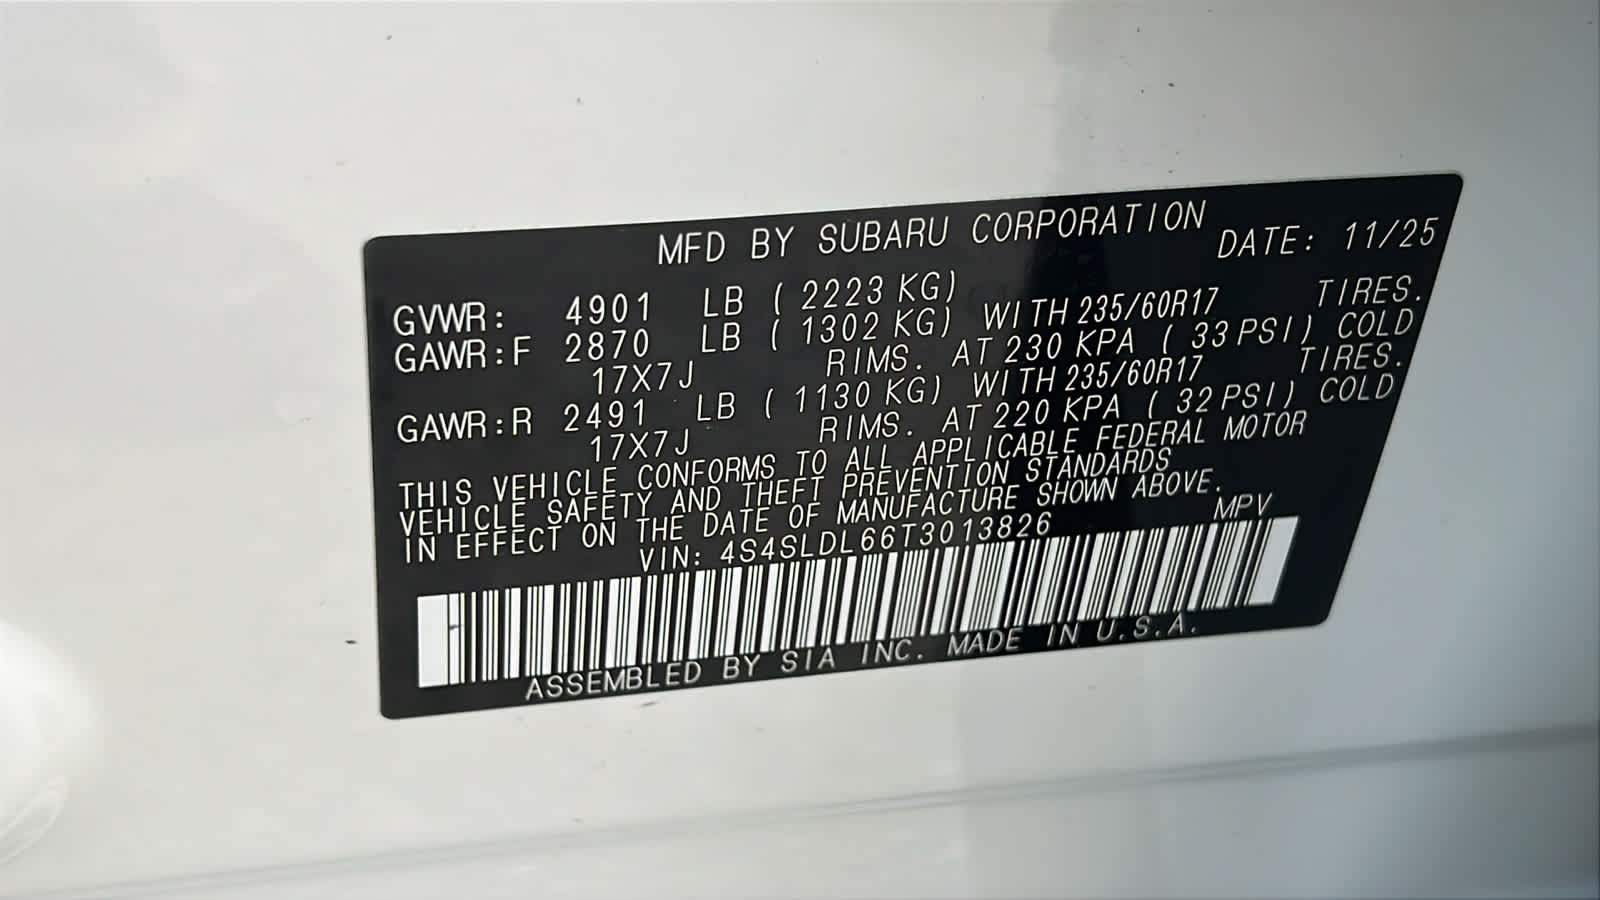 MFD BY SUBARU CORPORATION DATE: 11/25
GVWR: 4901 LB ( 2223 KG)
GAWR:F 2870 LB ( 1302 KG) WITH 235/60R17 TIRES.
17X7J RIMS. AT 230 KPA ( 33 PSI) COLD
GAWR:R 2491 LB ( 1130 KG) WITH 235/60R17 TIRES.
17X7J RIMS. AT 220 KPA ( 32 PSI) COLD
THIS VEHICLE CONFORMS TO ALL APPLICABLE FEDERAL MOTOR
VEHICLE SAFETY AND THEFT PREVENTION STANDARDS
IN EFFECT ON THE DATE OF MANUFACTURE SHOWN ABOVE.
VIN: 4S4SLDL66T3013826 MPV
ASSEMBLED BY SIA INC. MADE IN U.S.A.